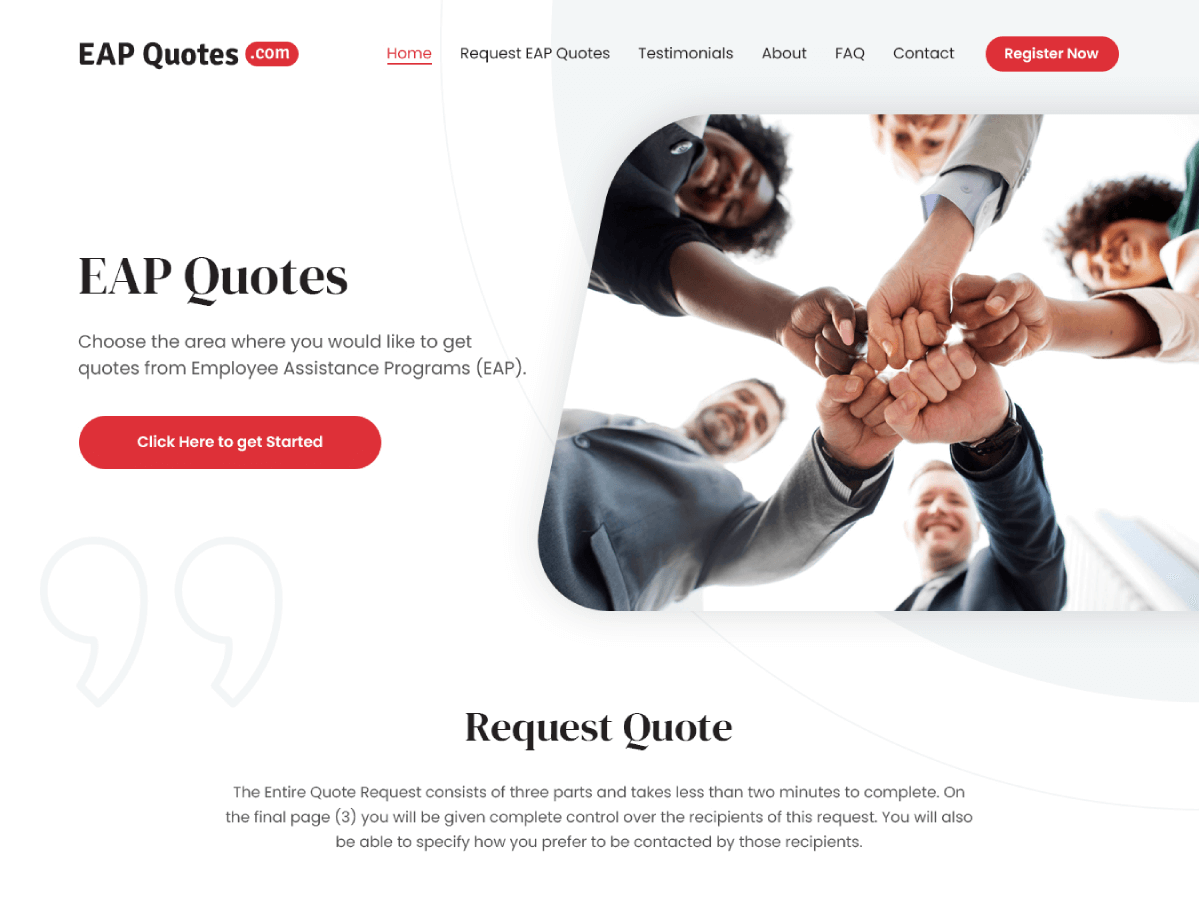 EAP Quotes .com
Home Request EAP Quotes Testimonials About FAQ Contact Register Now
EAP Quotes
Choose the area where you would like to get
quotes from Employee Assistance Programs (EAP).
Click Here to get Started
Request Quote
The Entire Quote Request consists of three parts and takes less than two minutes to complete. On
the final page (3) you will be given complete control over the recipients of this request. You will also
be able to specify how you prefer to be contacted by those recipients.